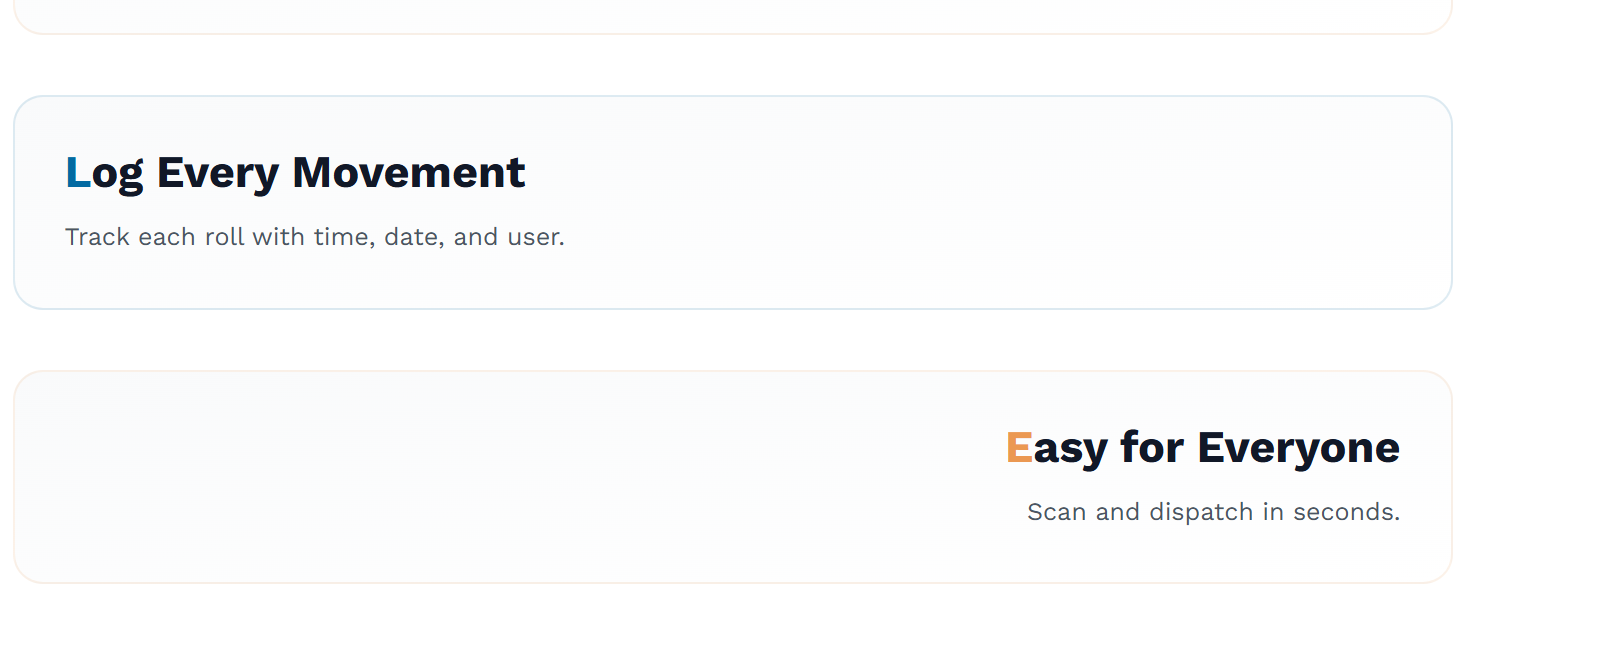 Log Every Movement
Track each roll with time, date, and user.
Easy for Everyone
Scan and dispatch in seconds.